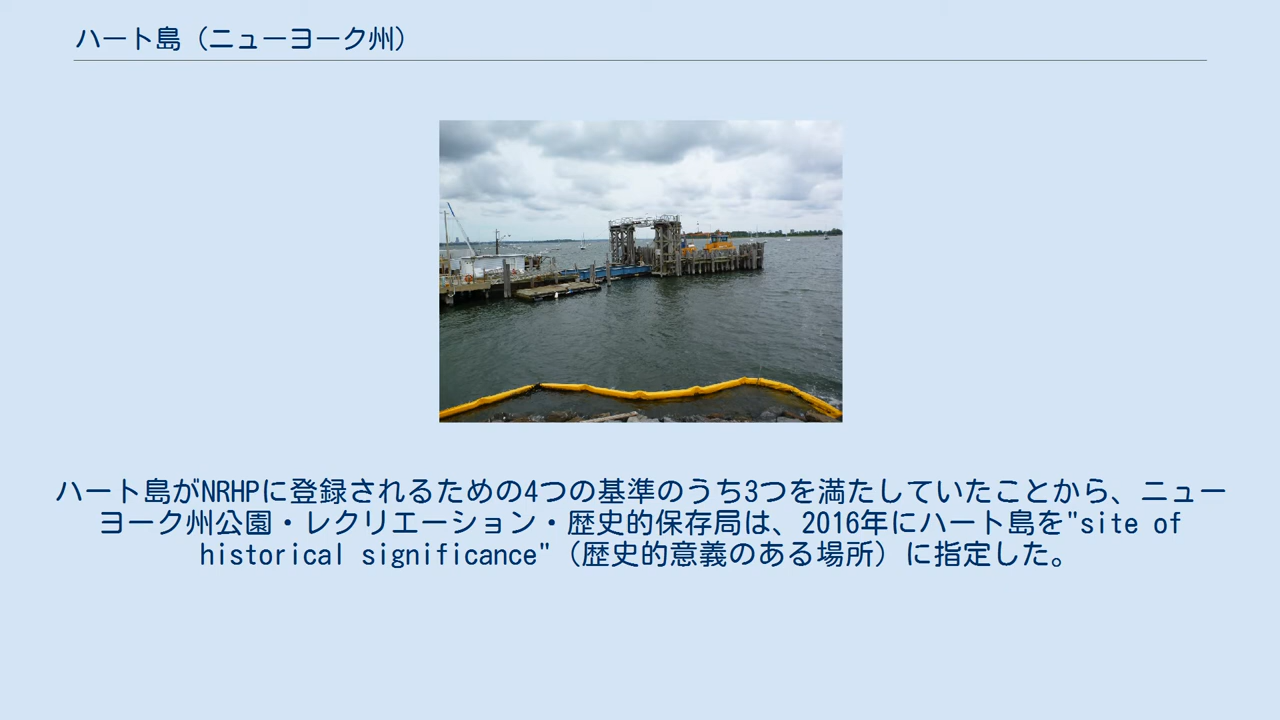 ハート島（ニューヨーク州）
ハート島がNRHPに登録されるための4つの基準のうち3つを満たしていたことから、ニュー
ヨーク州公園・レクリエーション・歴史的保存局は、2016年にハート島を"site of
historical significance"（歴史的意義のある場所）に指定した。